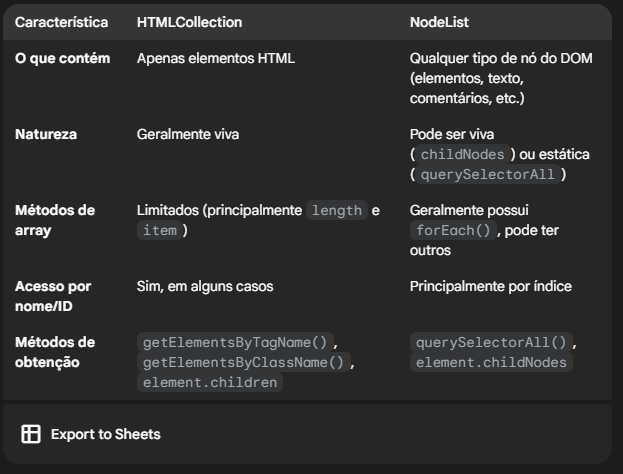 Característica HTMLCollection NodeList
O que contém Apenas elementos HTML Qualquer tipo de nó do DOM
(elementos, texto,
comentários, etc.)
Natureza Geralmente viva Pode ser viva
( childNodes ) ou estática
( querySelectorAll )
Métodos de Limitados (principalmente length e Geralmente possui
array item ) forEach() , pode ter
outros
Acesso por Sim, em alguns casos Principalmente por índice
nome/ID
Métodos de getElementsByTagName() , querySelectorAll() ,
obtenção getElementsByClassName() , element.childNodes
element.children
Export to Sheets